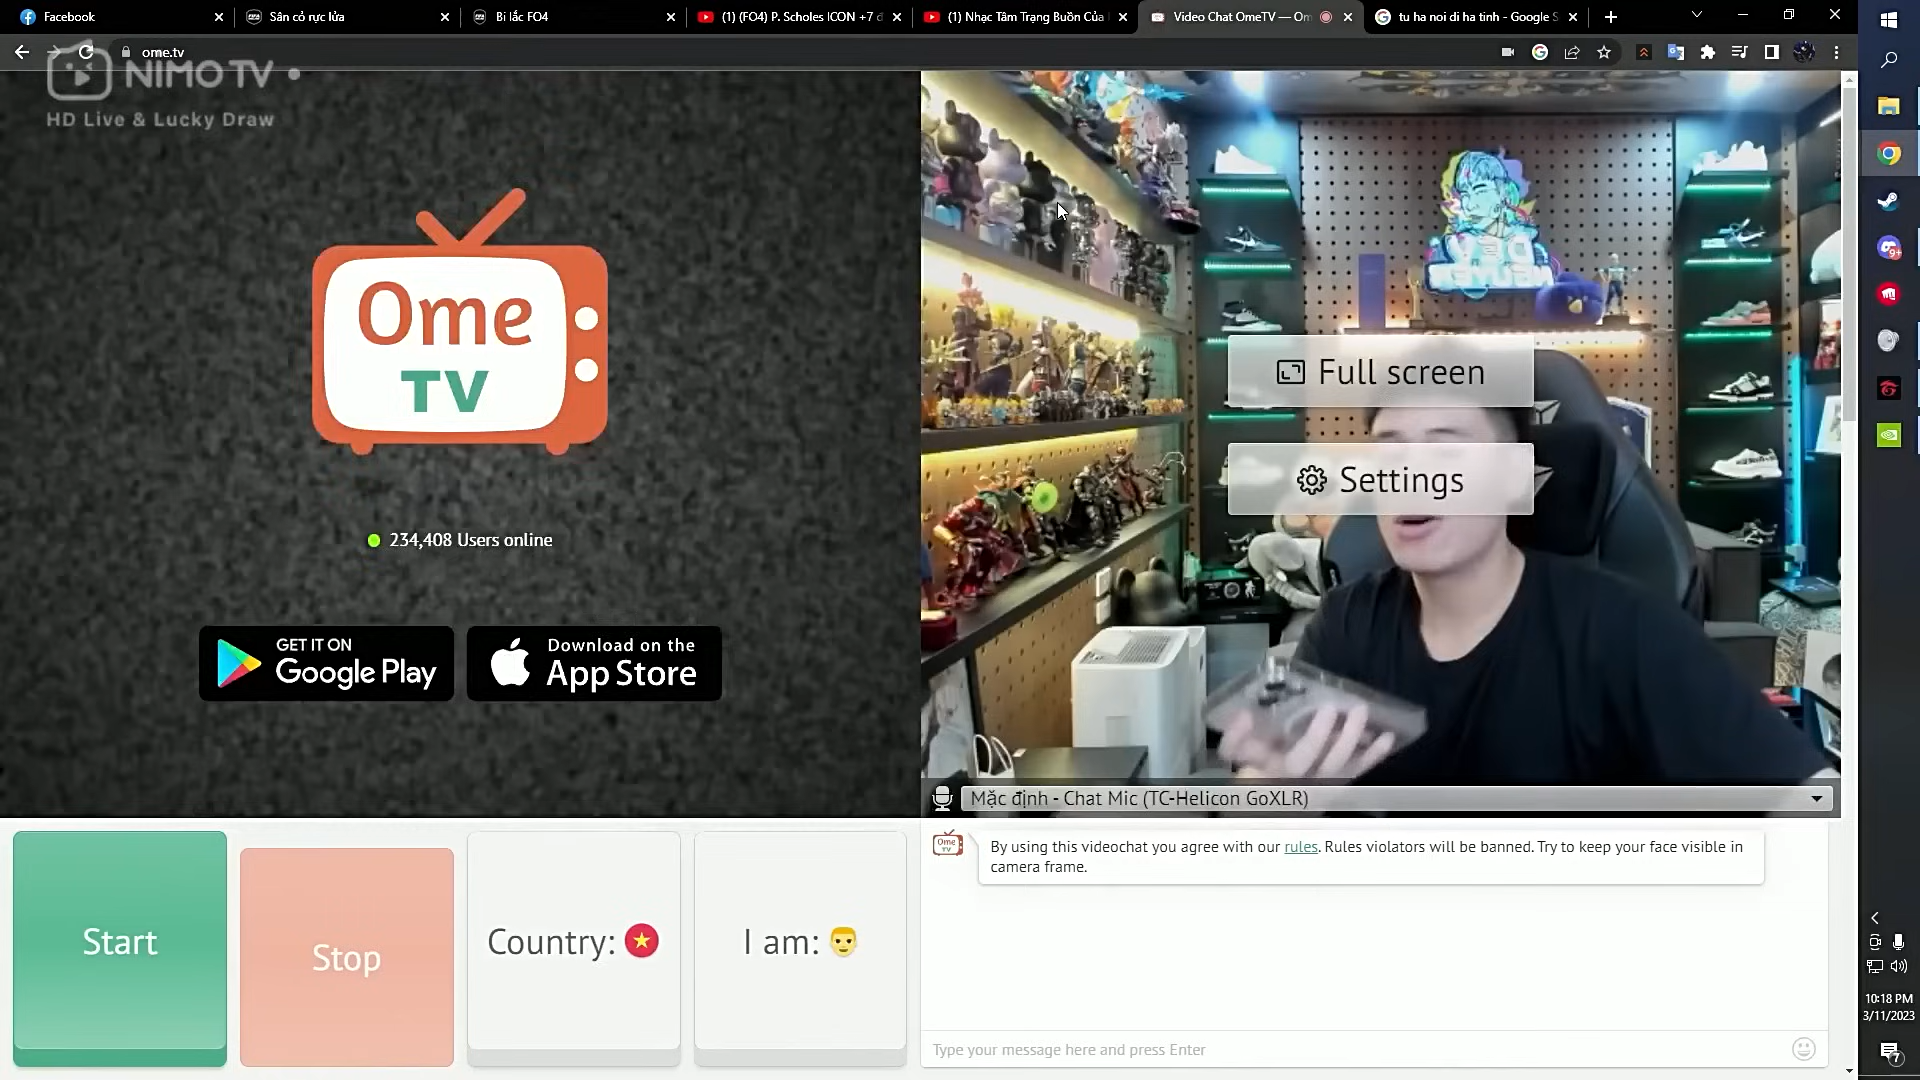 Facebook
Sân cỏ rực lửa
Bi lắc FO4
(1) (FO4) P. Scholes ICON +7 đ
(1) Nhạc Tâm Trạng Buồn Của
Video Chat OmeTV — Om
tu ha noi di ha tinh - Google S
ome.tv
NIMO TV
HD Live & Lucky Draw
Ome
TV
234,408 Users online
GET IT ON
Google Play
Download on the
App Store
Full screen
Settings
Mặc định - Chat Mic (TC-Helicon GoXLR)
Start
Stop
Country:
I am:
Ome
TV
By using this videochat you agree with our rules. Rules violators will be banned. Try to keep your face visible in
camera frame.
Type your message here and press Enter
9+
10:18 PM
3/11/2023
7